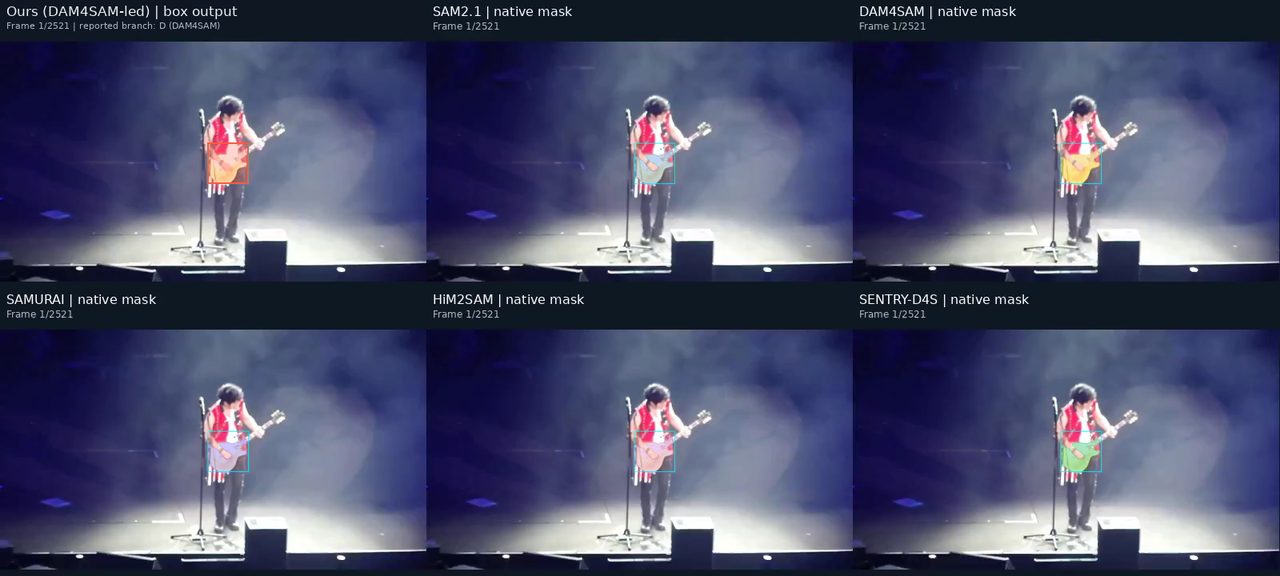 Ours (DAM4SAM-led) | box output
Frame 1/2521 | reported branch: D (DAM4SAM)
SAM2.1 | native mask
Frame 1/2521
DAM4SAM | native mask
Frame 1/2521
SAMURAI | native mask
Frame 1/2521
HiM2SAM | native mask
Frame 1/2521
SENTRY-D4S | native mask
Frame 1/2521